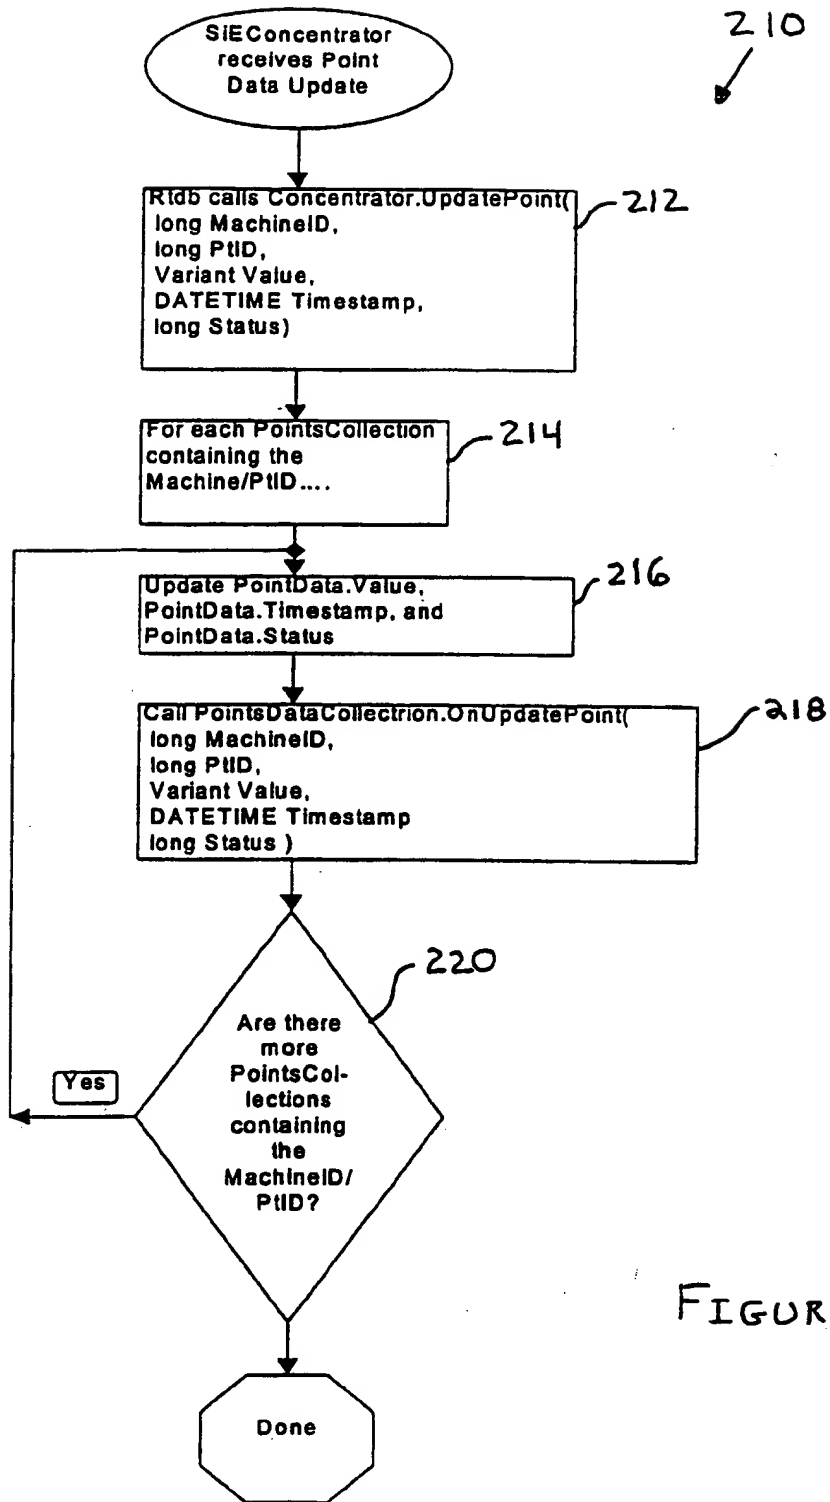 SiEConcentrator
receives Point
Data Update
210
Rtdb calls Concentrator.UpdatePoint(
long MachineID,
long PtID,
Variant Value,
DATETIME Timestamp,
long Status)
212
For each PointsCollection
containing the
Machine/PtID....
214
Update PointData.Value,
PointData.Timestamp, and
PointData.Status
216
Call PointsDataCollectrion.OnUpdatePoint(
long MachineID,
long PtID,
Variant Value,
DATETIME Timestamp
long Status )
218
220
Are there
more
PointsCol-
lections
containing
the
MachineID/
PtID?
Yes
FIGUR
Done